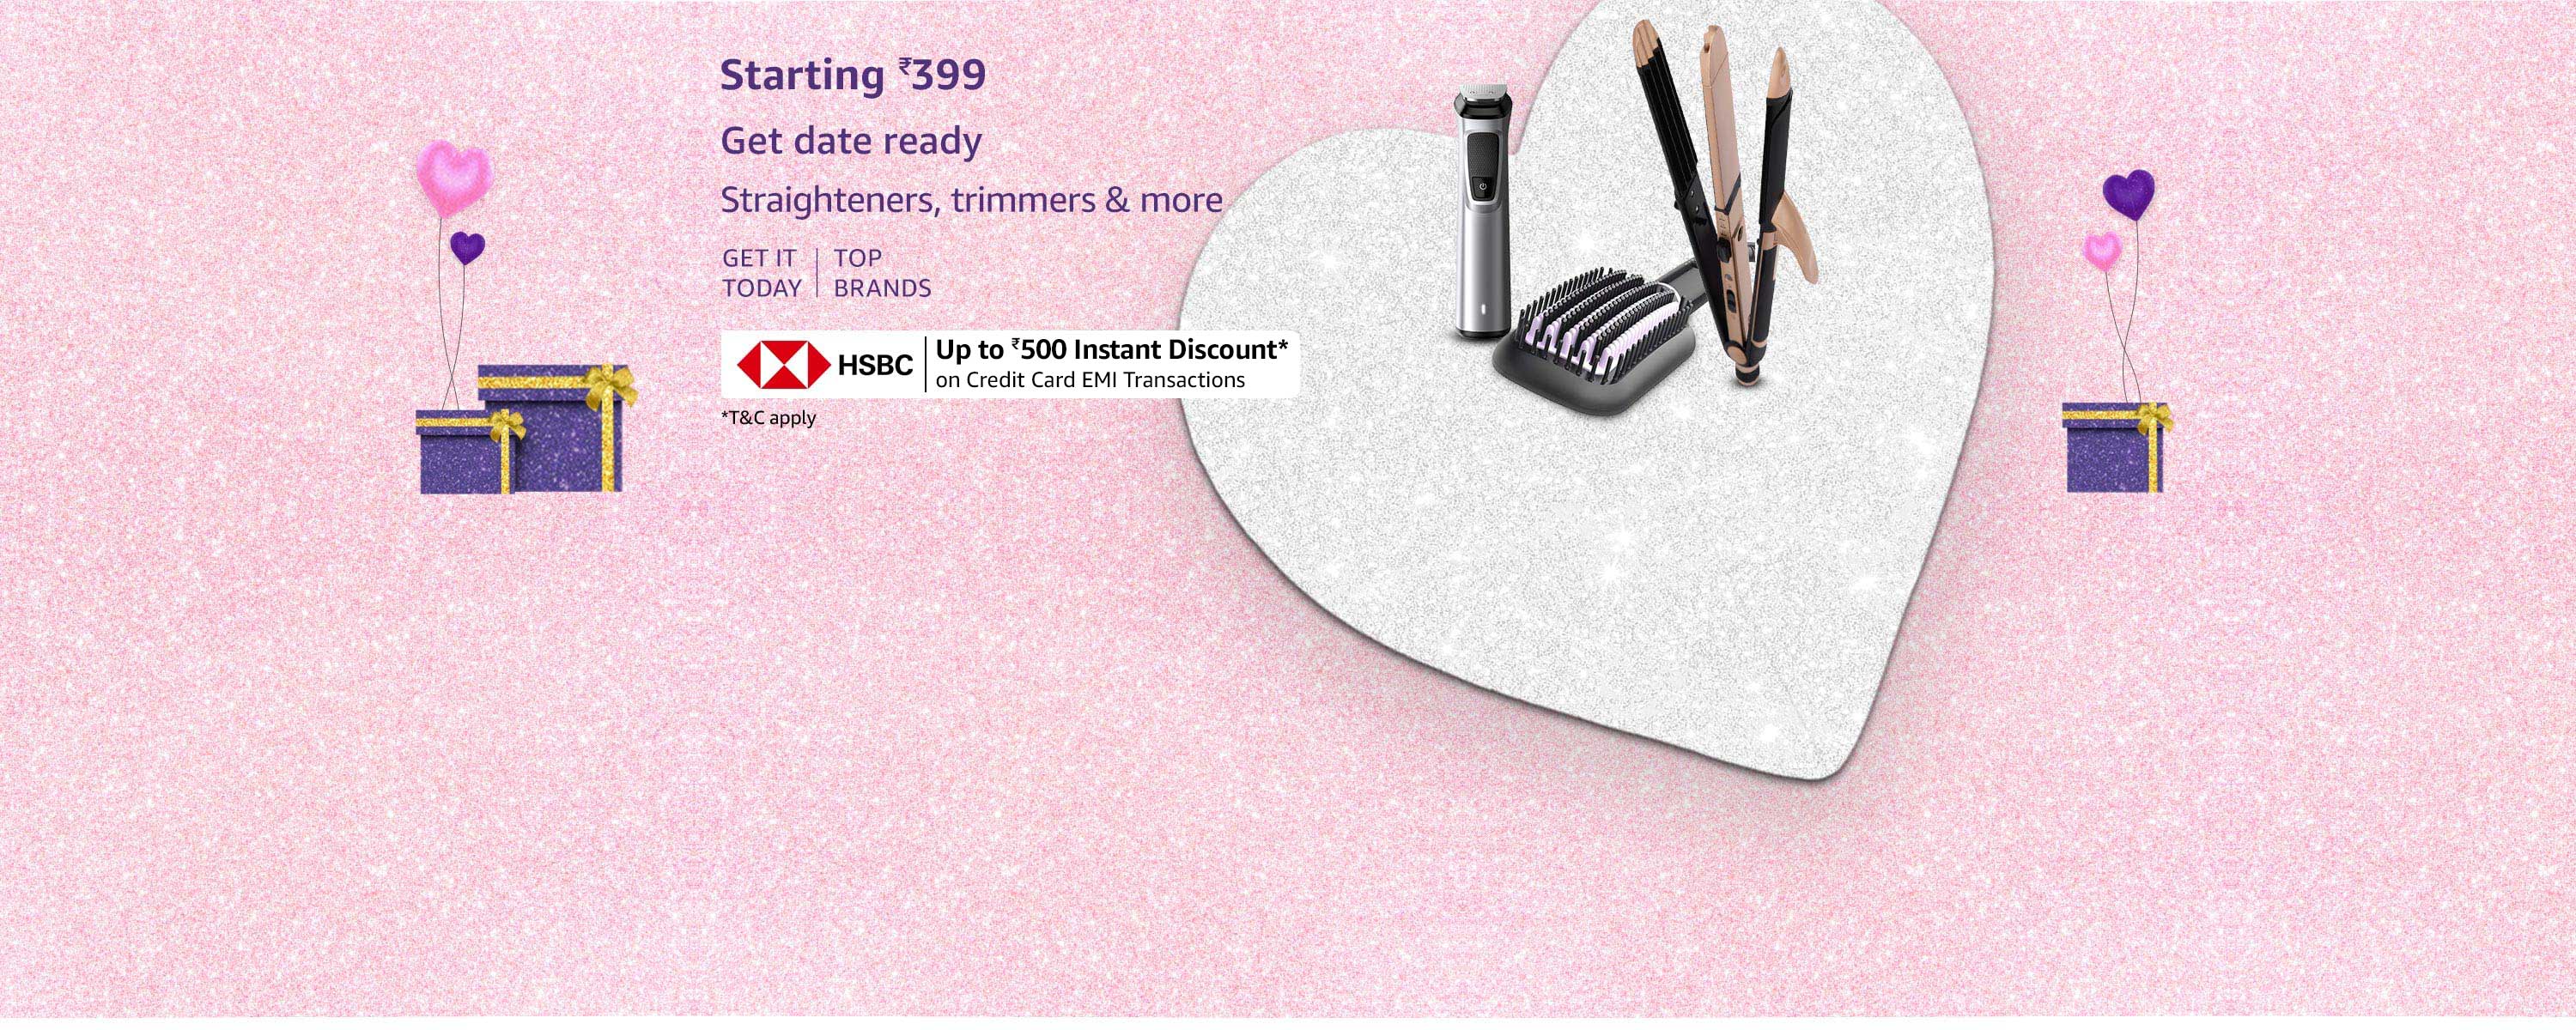 Starting ₹399
Get date ready
Straighteners, trimmers & more
GET IT TODAY | TOP BRANDS
HSBC
Up to ₹500 Instant Discount*
on Credit Card EMI Transactions
*T&C apply